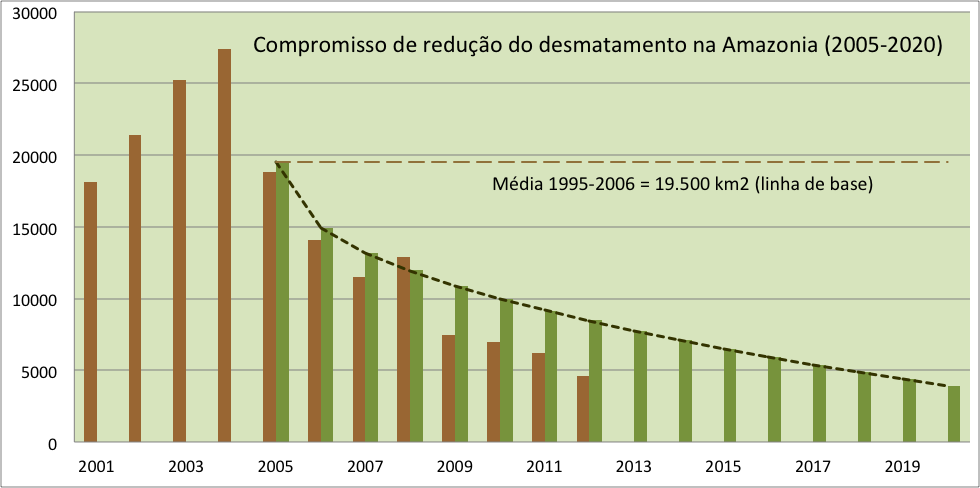 30000
Compromisso de redução do desmatamento na Amazonia (2005-2020)
25000
20000
Média 1995-2006 = 19.500 km2 (linha de base)
15000
10000
5000
0
2001 2003 2005 2007 2009 2011 2013 2015 2017 2019